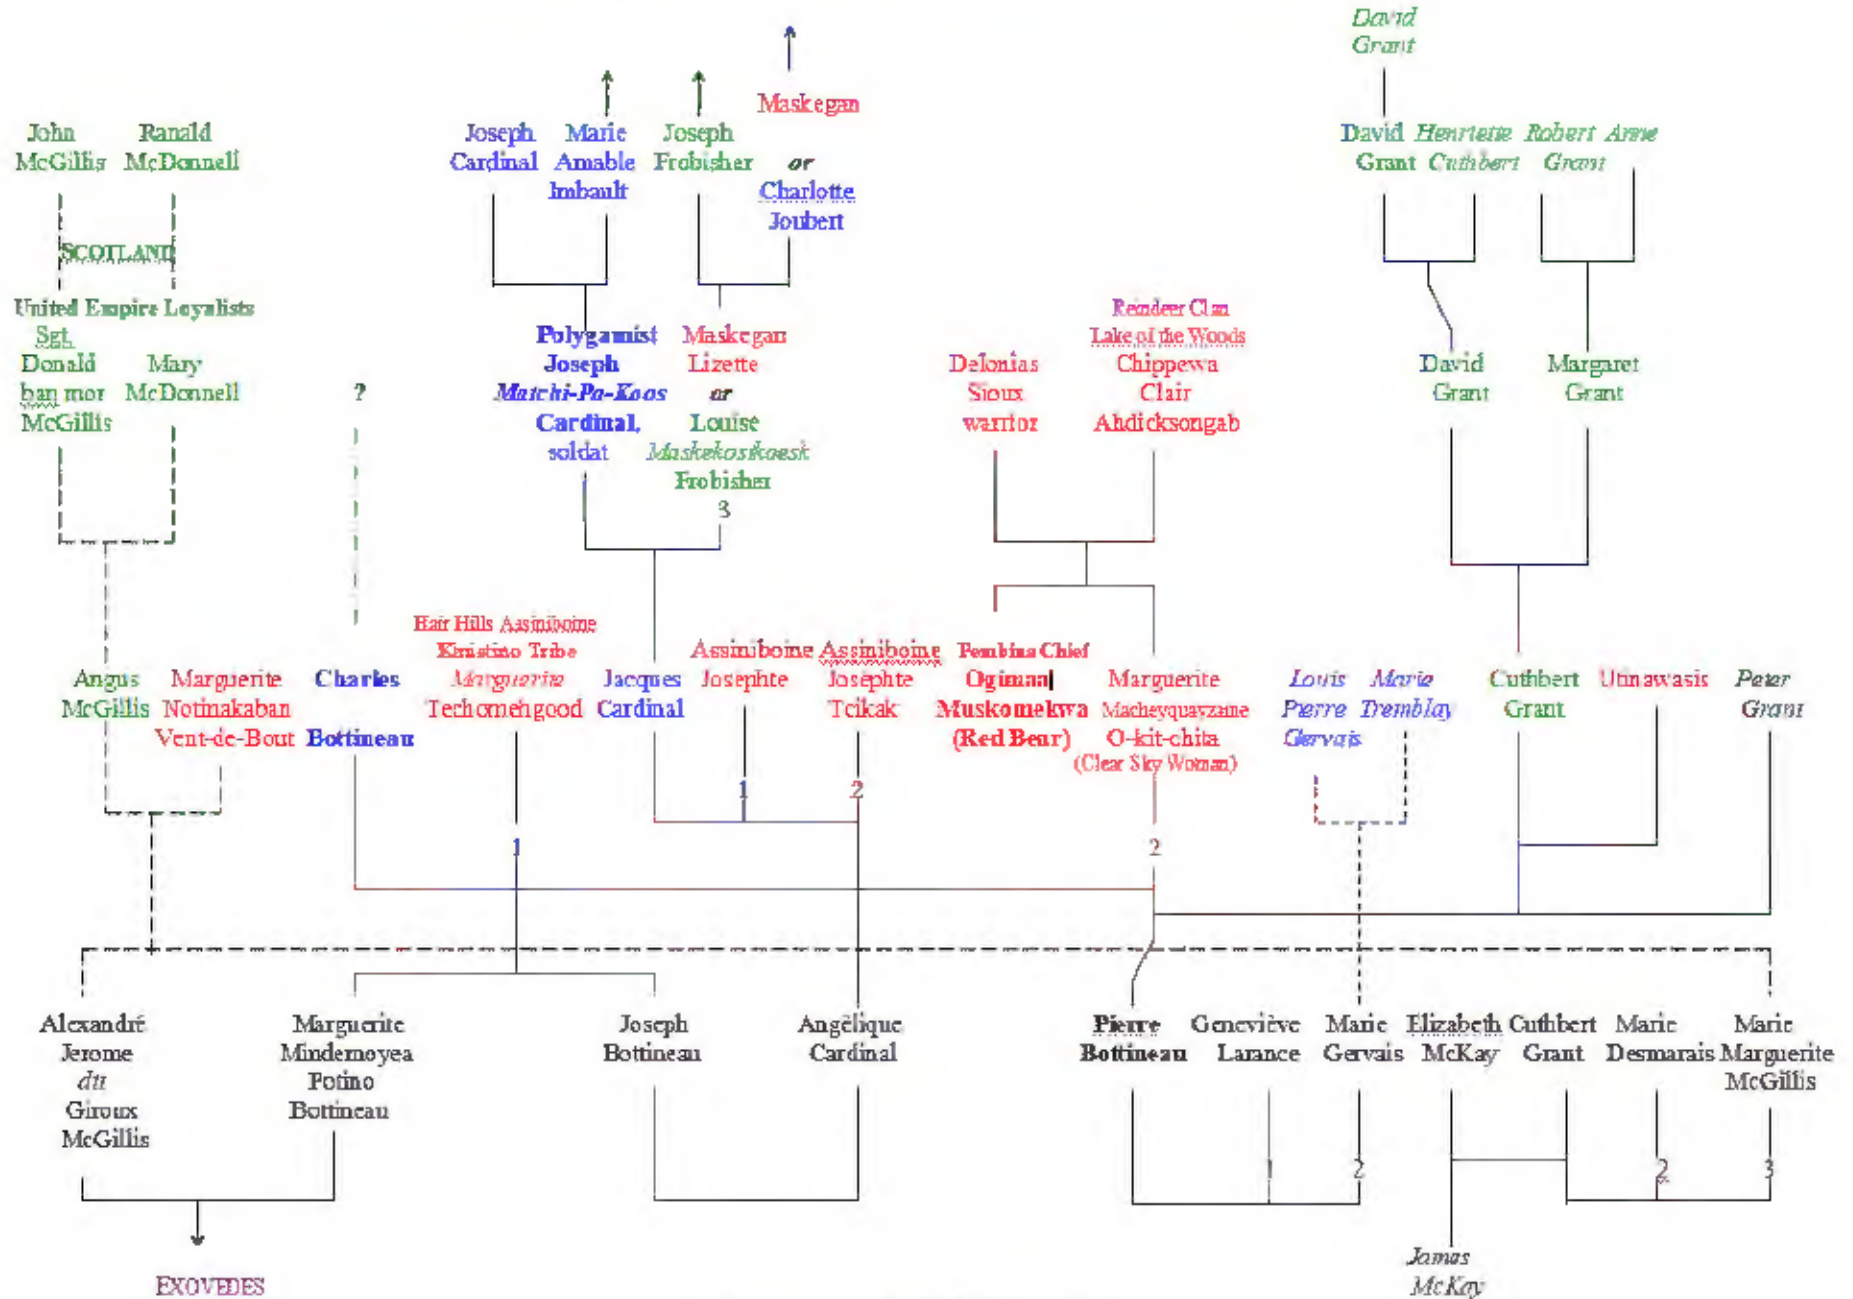 David
Grant
Maskegan
John
McGillis
Ranald
McDonnell
Joseph
Cardinal
Marie
Amable
Imbault
Joseph
Frobisher
or
Charlotte
Joubert
David
Grant
Henriette
Cuthbert
Robert Anne
Grant
SCOTLAND
United Empire Loyalists
Sgt.
Donald
ban mor
McGillis
Mary
McDonnell
?
Polygamist
Joseph
Matchi-Pa-Koos
Cardinal,
soldat
Maskegan
Lizette
or
Louise
Maskekosikoesk
Frobisher
3
Delonias
Sioux
warrior
Reindeer Clan
Lake of the Woods
Chippewa
Clair
Ahdicksongab
David
Grant
Margaret
Grant
Angus
McGillis
Marguerite
Notinakaban
Vent-de-Bout
Charles
Bottineau
Hair Hills Assiniboine
Kinistino Tribe
Marguerite
Techomehgood
Jacques
Cardinal
Assiniboine
Josephte
Assiniboine
Josephte
Tcikak
Pembina Chief
Ogiman
Muskomekwa
(Red Bear)
Marguerite
Macheyquayzaine
O-kit-chita
(Clear Sky Woman)
Louis
Pierre
Gervais
Marie
Tremblay
Cuthbert
Grant
Utinawasis
Peter
Grant
1
2
1
2
Alexandré
Jerome
dit
Giroux
McGillis
Marguerite
Mindemoyea
Potino
Bottineau
Joseph
Bottineau
Angélique
Cardinal
Pierre
Bottineau
Geneviève
Larance
Marie
Gervais
Elizabeth
McKay
Cuthbert
Grant
Marie
Desmarais
Marie
Marguerite
McGillis
1
2
2
3
EXOVEDES
James
McKay